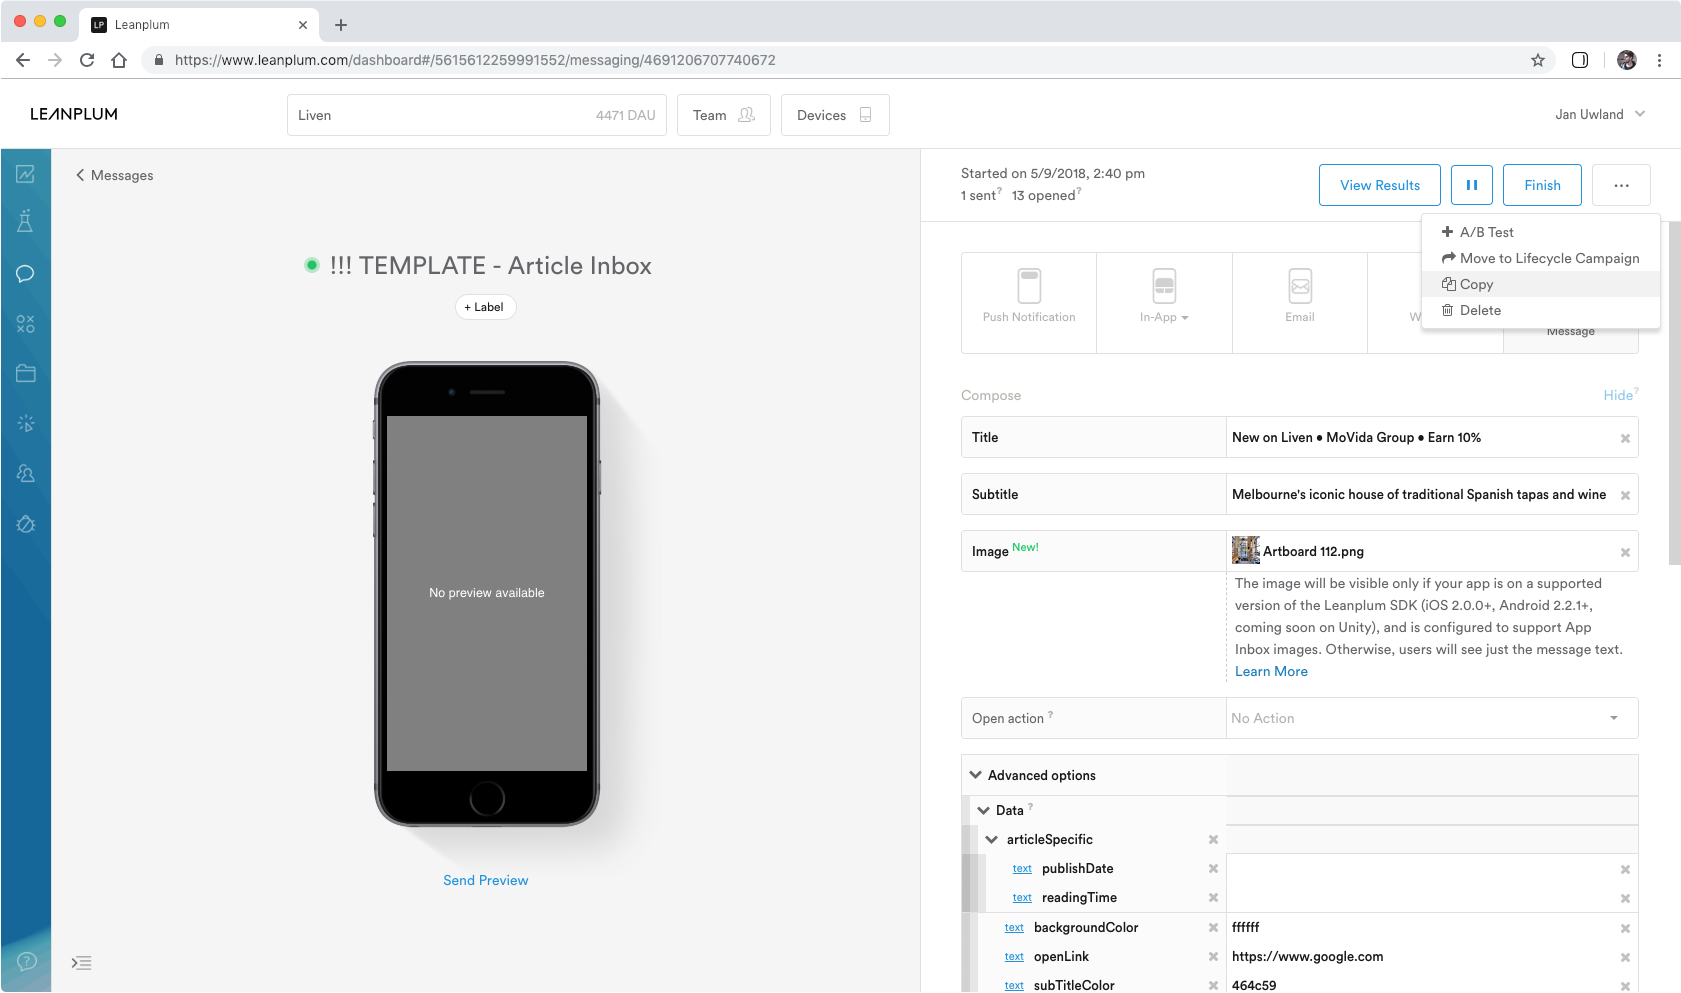 LP Leanplum
https://www.leanplum.com/dashboard#/5615612259991552/messaging/4691206707740672
LEANPLUM
Liven 4471 DAU
Team
Devices
Jan Uwland
Messages
!!! TEMPLATE - Article Inbox
+ Label
No preview available
Send Preview
Started on 5/9/2018, 2:40 pm
1 sent? 13 opened?
View Results
Finish
...
A/B Test
Move to Lifecycle Campaign
Copy
Delete
Push Notification
In-App
Email
W
Message
Compose
Hide?
Title New on Liven • MoVida Group • Earn 10%
Subtitle Melbourne's iconic house of traditional Spanish tapas and wine
Image New! Artboard 112.png
The image will be visible only if your app is on a supported
version of the Leanplum SDK (iOS 2.0.0+, Android 2.2.1+,
coming soon on Unity), and is configured to support App
Inbox images. Otherwise, users will see just the message text.
Learn More
Open action ? No Action
Advanced options
Data ?
articleSpecific
text publishDate
text readingTime
text backgroundColor ffffff
text openLink https://www.google.com
text subTitleColor 464c59
?